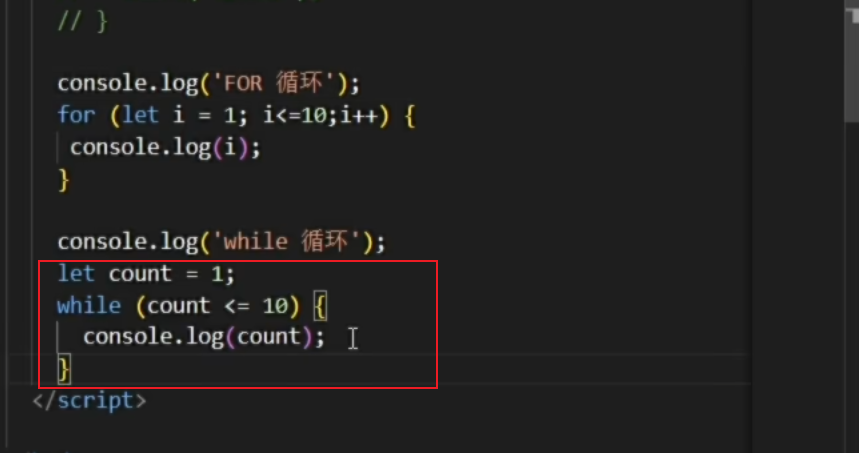 // }
console.log('FOR 循环');
for (let i = 1; i<=10;i++) {
console.log(i);
}
console.log('while 循环');
let count = 1;
while (count <= 10) {
console.log(count);
}
</script>